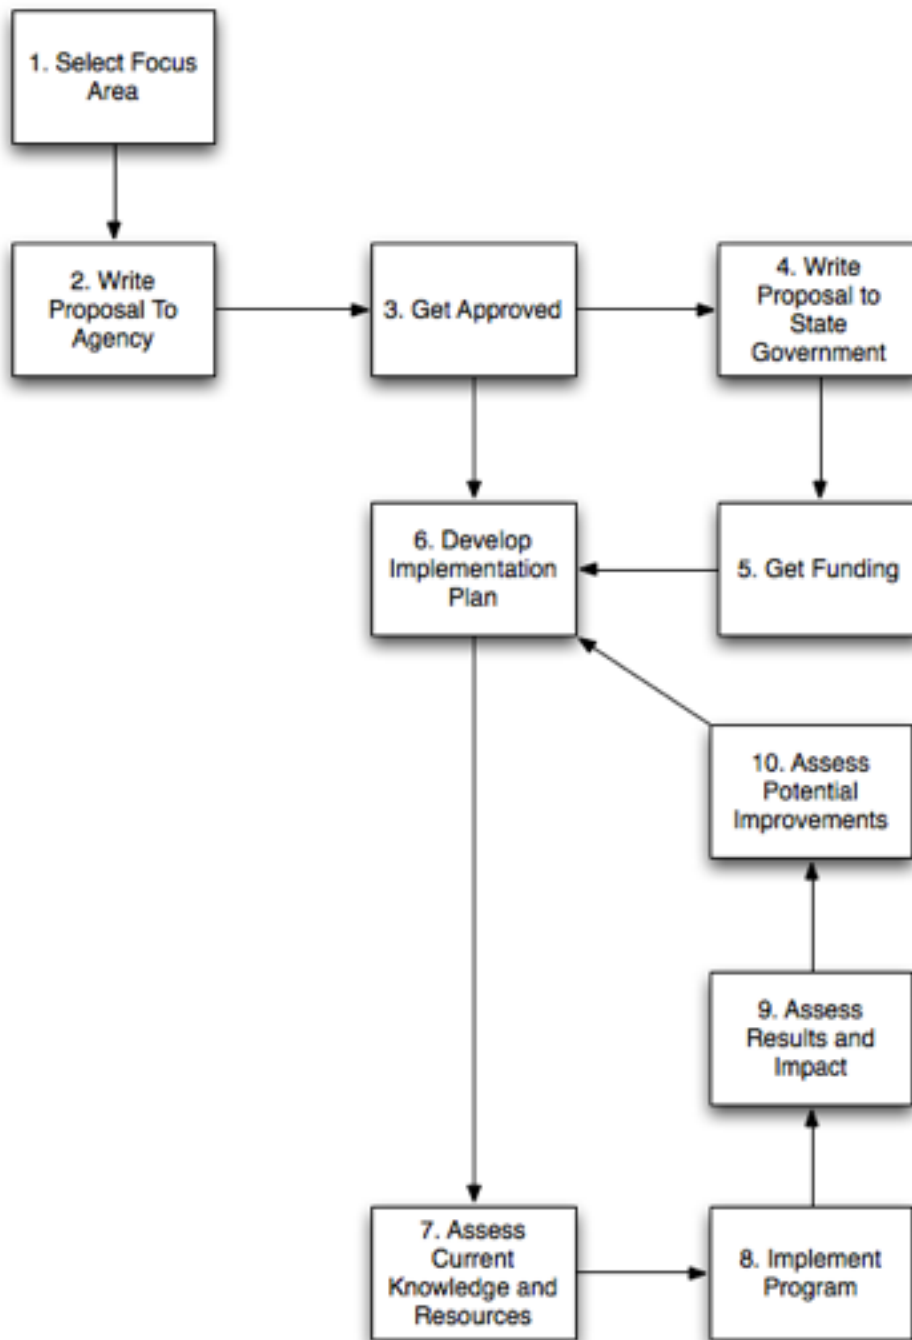 1. Select Focus
Area
2. Write
Proposal To
Agency
3. Get Approved
4. Write
Proposal to
State
Government
5. Get Funding
6. Develop
Implementation
Plan
7. Assess
Current
Knowledge and
Resources
8. Implement
Program
9. Assess
Results and
Impact
10. Assess
Potential
Improvements